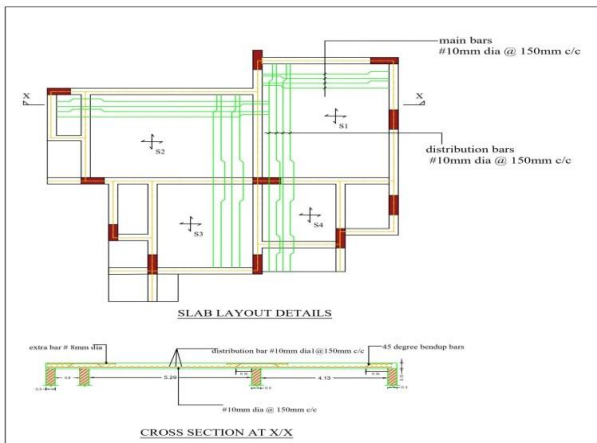 main bars
#10mm dia @ 150mm c/c
X
X
S1
distribution bars
#10mm dia @ 150mm c/c
S2
S3
S4
SLAB LAYOUT DETAILS
extra bar # 8mm dia
distribution bar #10mm dia1@150mm c/c
45 degree bendup bars
5.29
4.13
#10mm dia @ 150mm c/c
CROSS SECTION AT X/X